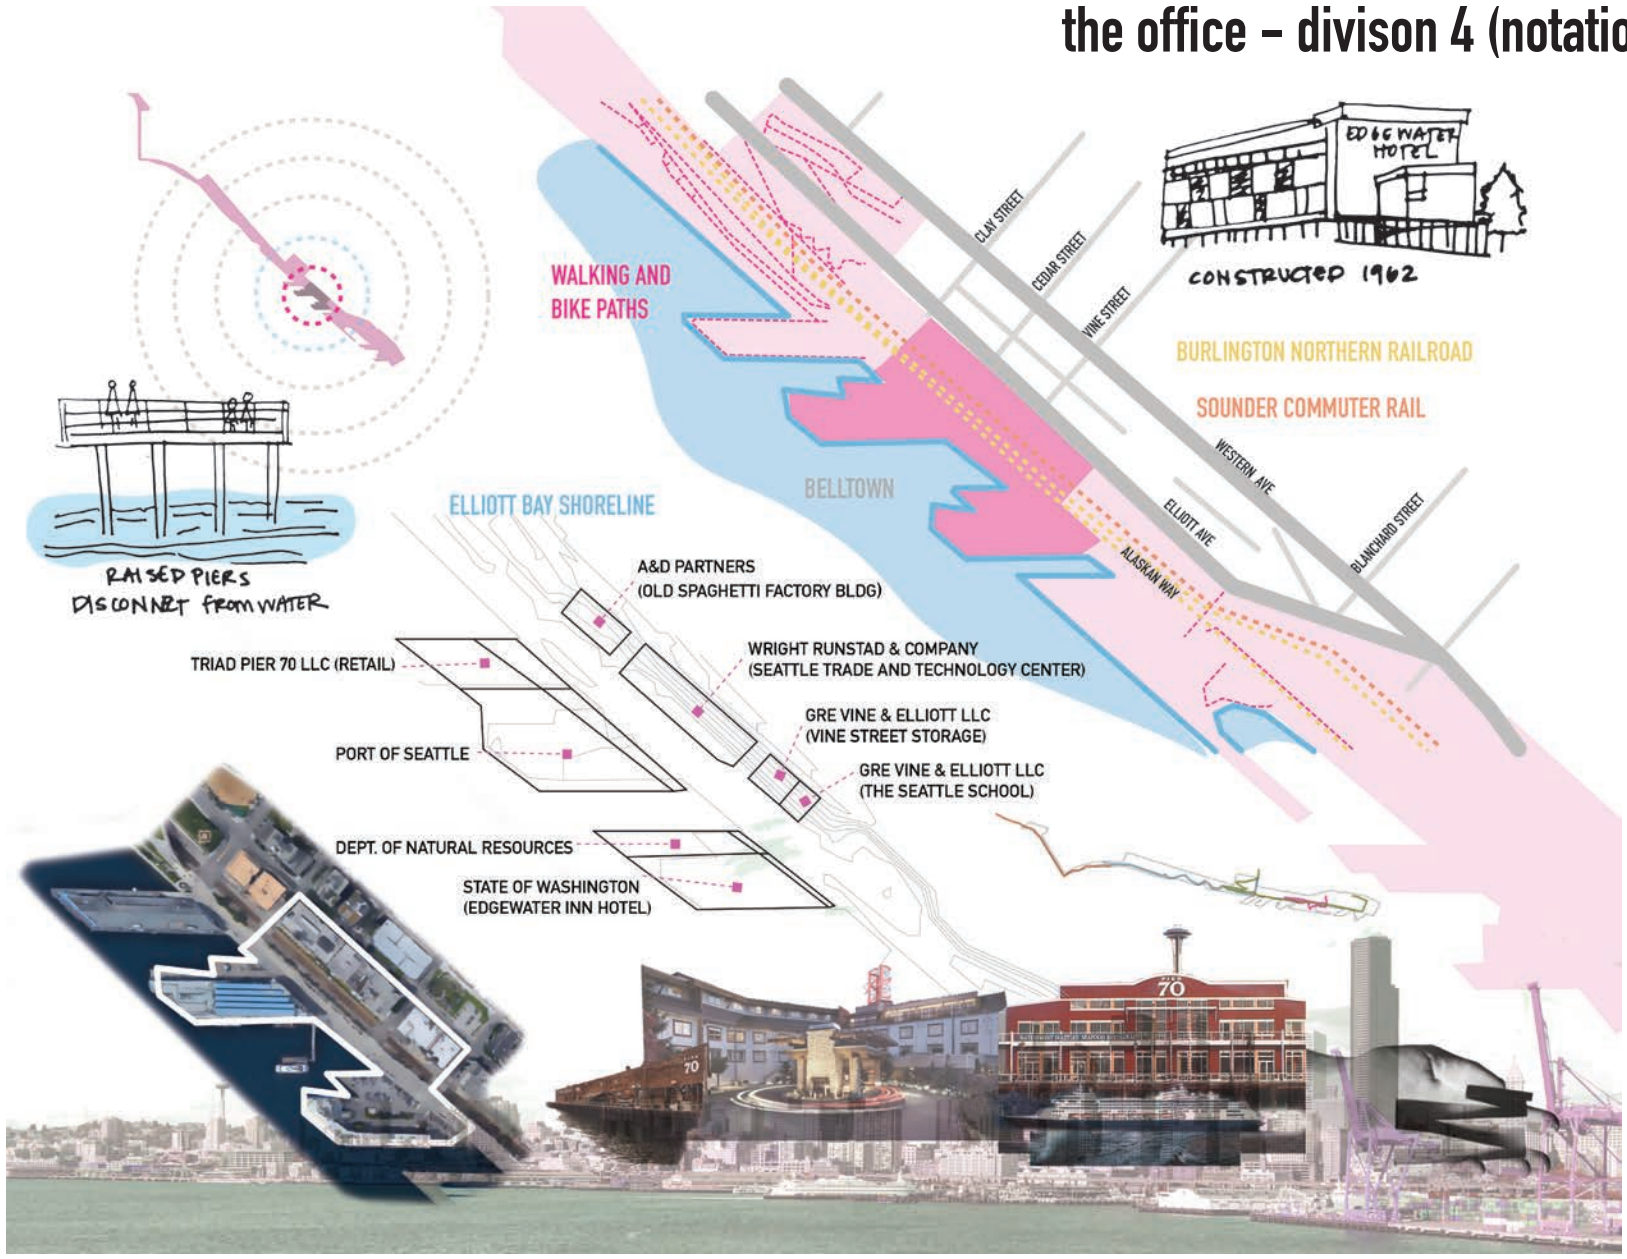 the office – divison 4 (notatio
EDGEWATER
HOTEL
CONSTRUCTED 1962
CLAY STREET
CEDAR STREET
VINE STREET
WALKING AND
BIKE PATHS
BURLINGTON NORTHERN RAILROAD
SOUNDER COMMUTER RAIL
WESTERN AVE
ELLIOTT AVE
BLANCHARD STREET
ALASKAN WAY
BELLTOWN
ELLIOTT BAY SHORELINE
RAISED PIERS
DISCONNET FROM WATER
A&D PARTNERS
(OLD SPAGHETTI FACTORY BLDG)
TRIAD PIER 70 LLC (RETAIL)
WRIGHT RUNSTAD & COMPANY
(SEATTLE TRADE AND TECHNOLOGY CENTER)
GRE VINE & ELLIOTT LLC
(VINE STREET STORAGE)
PORT OF SEATTLE
GRE VINE & ELLIOTT LLC
(THE SEATTLE SCHOOL)
DEPT. OF NATURAL RESOURCES
STATE OF WASHINGTON
(EDGEWATER INN HOTEL)
PIER
70
70